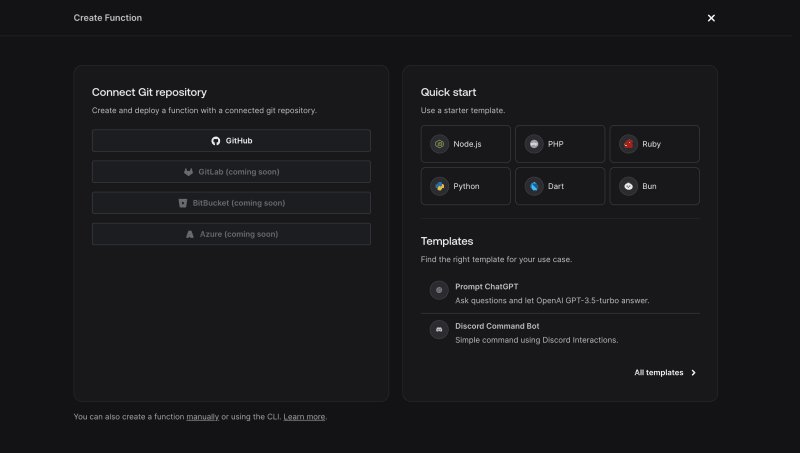 Create Function
Connect Git repository
Create and deploy a function with a connected git repository.
GitHub
GitLab (coming soon)
BitBucket (coming soon)
Azure (coming soon)
Quick start
Use a starter template.
Node.js
PHP
Ruby
Python
Dart
Bun
Templates
Find the right template for your use case.
Prompt ChatGPT
Ask questions and let OpenAI GPT-3.5-turbo answer.
Discord Command Bot
Simple command using Discord Interactions.
All templates
You can also create a function manually or using the CLI. Learn more.